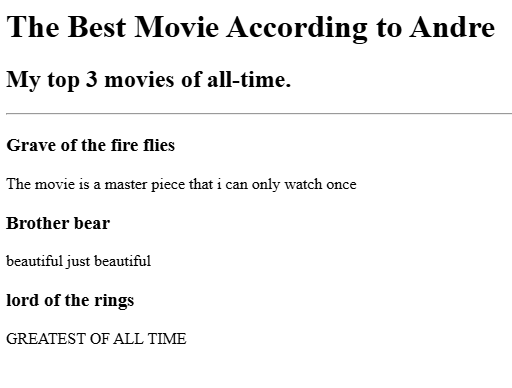 The Best Movie According to Andre
My top 3 movies of all-time.
Grave of the fire flies
The movie is a master piece that i can only watch once
Brother bear
beautiful just beautiful
lord of the rings
GREATEST OF ALL TIME